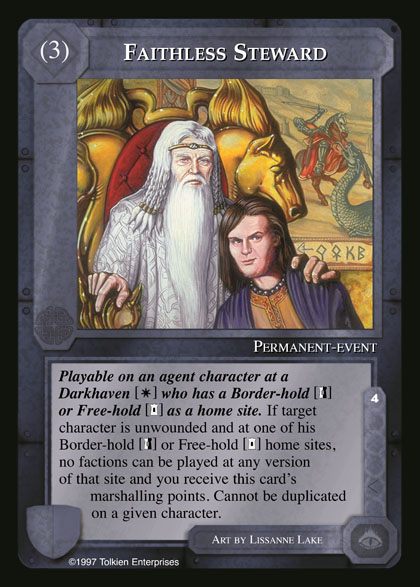 (3)
Faithless Steward
Permanent-event
Playable on an agent character at a
Darkhaven [✶] who has a Border-hold []
or Free-hold [] as a home site. If target
character is unwounded and at one of his
Border-hold [] or Free-hold [] home sites,
no factions can be played at any version
of that site and you receive this card's
marshalling points. Cannot be duplicated
on a given character.
4
Art by Lissanne Lake
©1997 Tolkien Enterprises